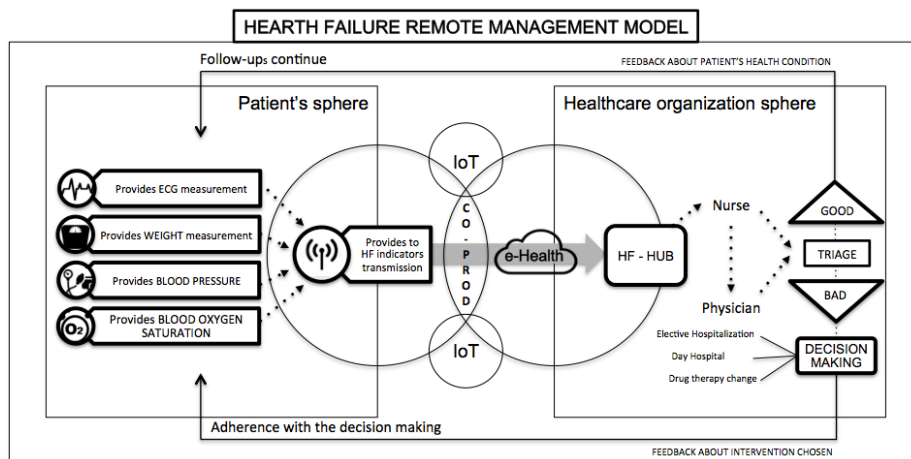 HEARTH FAILURE REMOTE MANAGEMENT MODEL
Follow-ups continue
FEEDBACK ABOUT PATIENT'S HEALTH CONDITION
Patient's sphere
Healthcare organization sphere
IoT
Provides ECG measurement
Provides WEIGHT measurement
Provides BLOOD PRESSURE
O2
Provides BLOOD OXYGEN
SATURATION
Provides to
HF indicators
transmission
CO-PROD
e-Health
HF - HUB
Nurse
Physician
GOOD
TRIAGE
BAD
IoT
Elective Hospitalization
Day Hospital
Drug therapy change
DECISION
MAKING
Adherence with the decision making
FEEDBACK ABOUT INTERVENTION CHOSEN